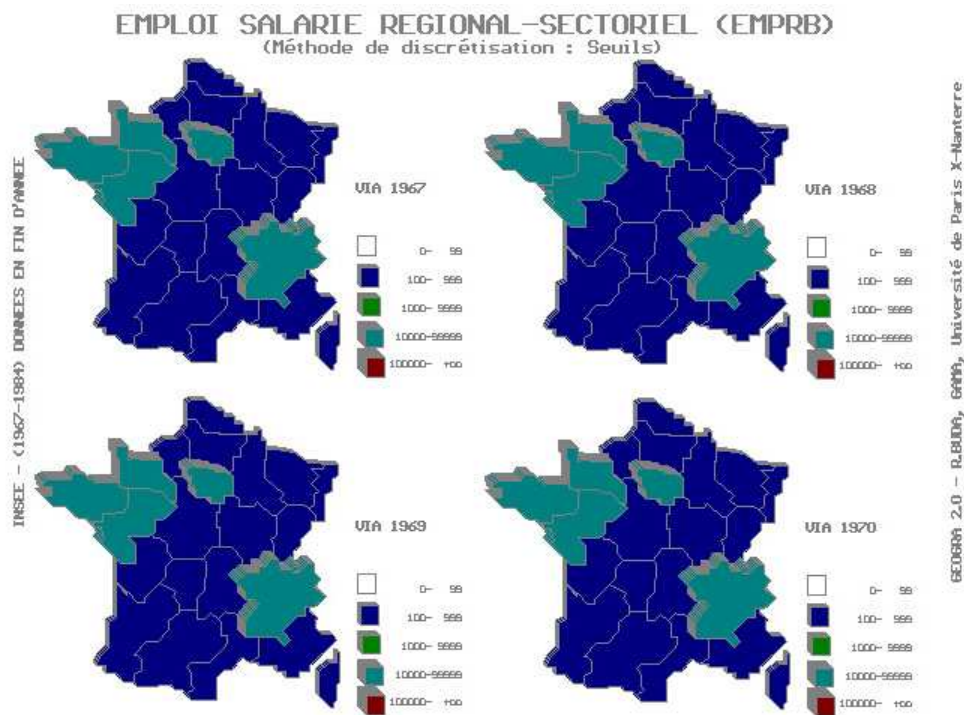 EMPLOI SALARIE REGIONAL-SECTORIEL (EMPRB)
(Méthode de discrétisation : Seuils)
INSEE - (1967-1984) DONNEES EN FIN D'ANNEE
VIA 1967
0- 99
100- 999
1000- 9999
10000-99999
100000- +oo
VIA 1968
0- 99
100- 999
1000- 9999
10000-99999
100000- +oo
VIA 1969
0- 99
100- 999
1000- 9999
10000-99999
100000- +oo
VIA 1970
0- 99
100- 999
1000- 9999
10000-99999
100000- +oo
GEOGRA 2.0 - R.BUDA, GAMA, Université de Paris X-Nanterre